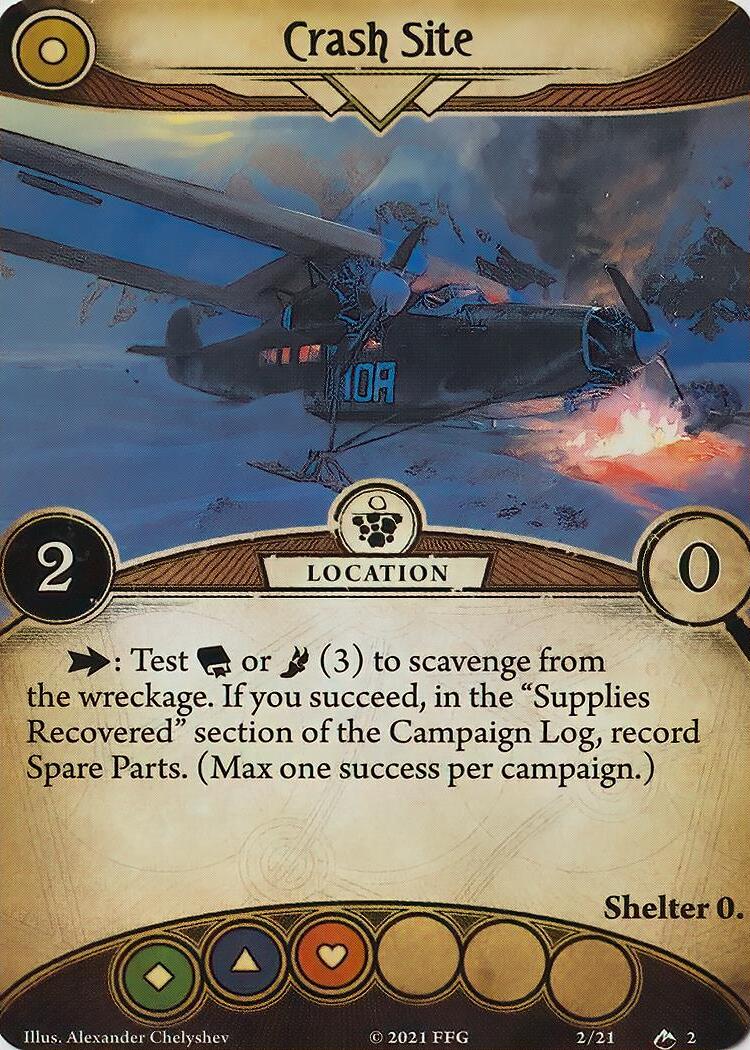 Crash Site
10A
2
LOCATION
0
: Test or (3) to scavenge from
the wreckage. If you succeed, in the “Supplies
Recovered” section of the Campaign Log, record
Spare Parts. (Max one success per campaign.)
Shelter 0.
Illus. Alexander Chelyshev © 2021 FFG 2/21 2